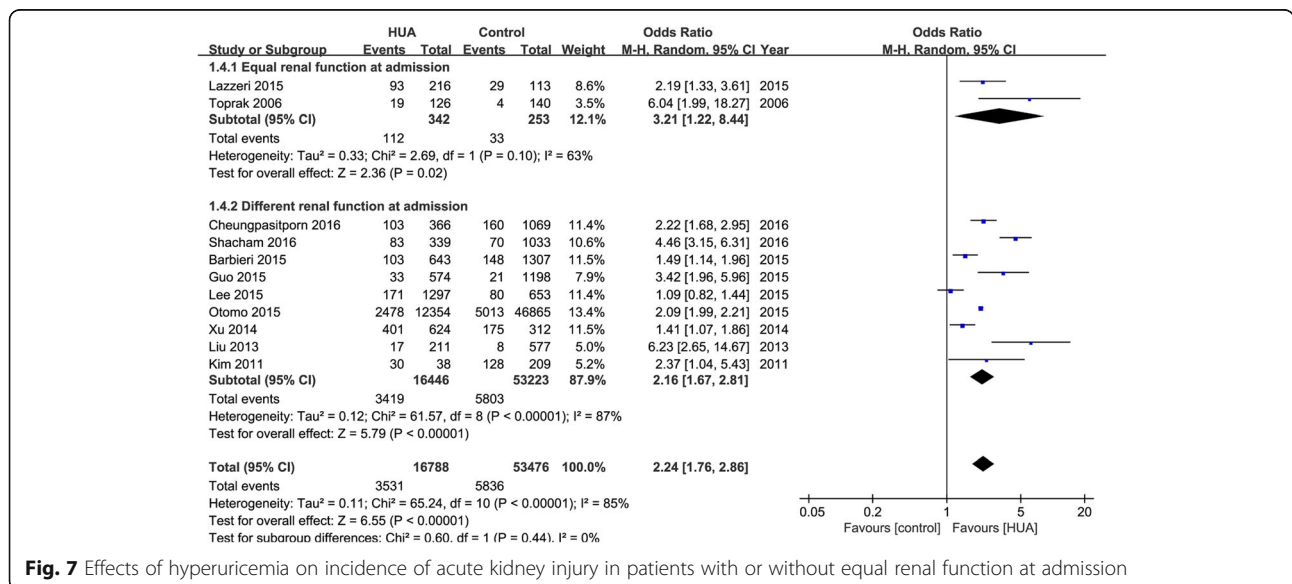 HUA Control Odds Ratio Odds Ratio
Study or Subgroup Events Total Events Total Weight M-H, Random, 95% CI Year M-H, Random, 95% CI
1.4.1 Equal renal function at admission
Lazzeri 2015 93 216 29 113 8.6% 2.19 [1.33, 3.61] 2015
Toprak 2006 19 126 4 140 3.5% 6.04 [1.99, 18.27] 2006
Subtotal (95% CI) 342 253 12.1% 3.21 [1.22, 8.44]
Total events 112 33
Heterogeneity: Tau² = 0.33; Chi² = 2.69, df = 1 (P = 0.10); I² = 63%
Test for overall effect: Z = 2.36 (P = 0.02)
1.4.2 Different renal function at admission
Cheungpasitporn 2016 103 366 160 1069 11.4% 2.22 [1.68, 2.95] 2016
Shacham 2016 83 339 70 1033 10.6% 4.46 [3.15, 6.31] 2016
Barbieri 2015 103 643 148 1307 11.5% 1.49 [1.14, 1.96] 2015
Guo 2015 33 574 21 1198 7.9% 3.42 [1.96, 5.96] 2015
Lee 2015 171 1297 80 653 11.4% 1.09 [0.82, 1.44] 2015
Otomo 2015 2478 12354 5013 46865 13.4% 2.09 [1.99, 2.21] 2015
Xu 2014 401 624 175 312 11.5% 1.41 [1.07, 1.86] 2014
Liu 2013 17 211 8 577 5.0% 6.23 [2.65, 14.67] 2013
Kim 2011 30 38 128 209 5.2% 2.37 [1.04, 5.43] 2011
Subtotal (95% CI) 16446 53223 87.9% 2.16 [1.67, 2.81]
Total events 3419 5803
Heterogeneity: Tau² = 0.12; Chi² = 61.57, df = 8 (P < 0.00001); I² = 87%
Test for overall effect: Z = 5.79 (P < 0.00001)
Total (95% CI) 16788 53476 100.0% 2.24 [1.76, 2.86]
Total events 3531 5836
Heterogeneity: Tau² = 0.11; Chi² = 65.24, df = 10 (P < 0.00001); I² = 85%
Test for overall effect: Z = 6.55 (P < 0.00001)
Test for subgroup differences: Chi² = 0.60, df = 1 (P = 0.44), I² = 0%
0.05 0.2 1 5 20
Favours [control] Favours [HUA]
Fig. 7 Effects of hyperuricemia on incidence of acute kidney injury in patients with or without equal renal function at admission